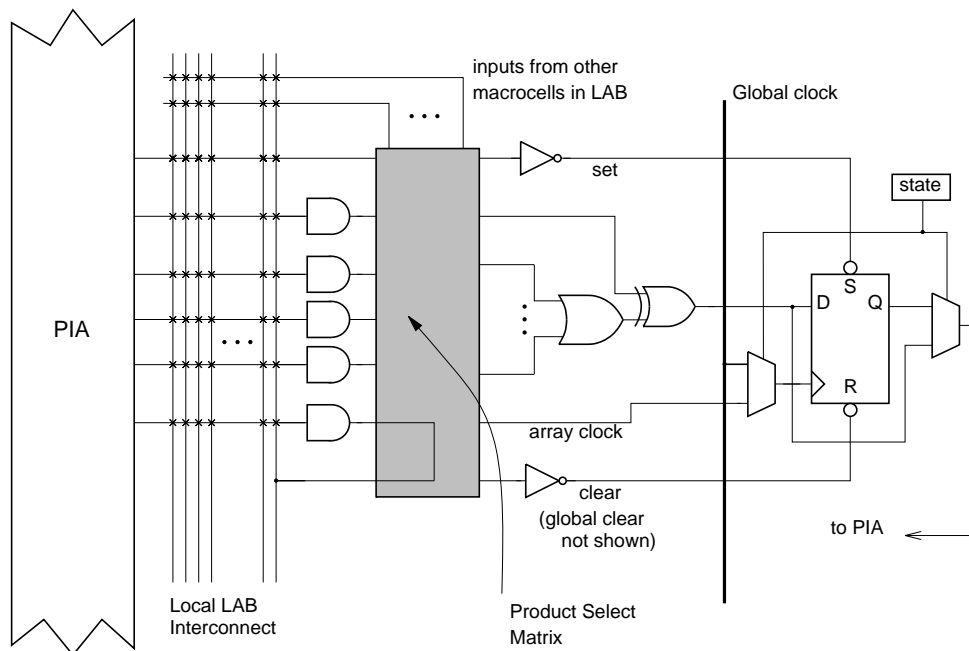 inputs from other
macrocells in LAB
Global clock
set
state
PIA
D
S
Q
R
array clock
clear
(global clear
not shown)
to PIA
Local LAB
Interconnect
Product Select
Matrix